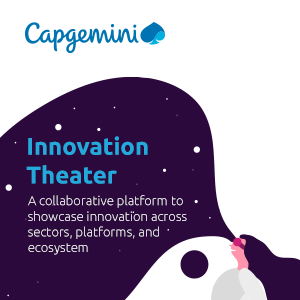 Capgemini
Innovation
Theater
A collaborative platform to
showcase innovation across
sectors, platforms, and
ecosystem